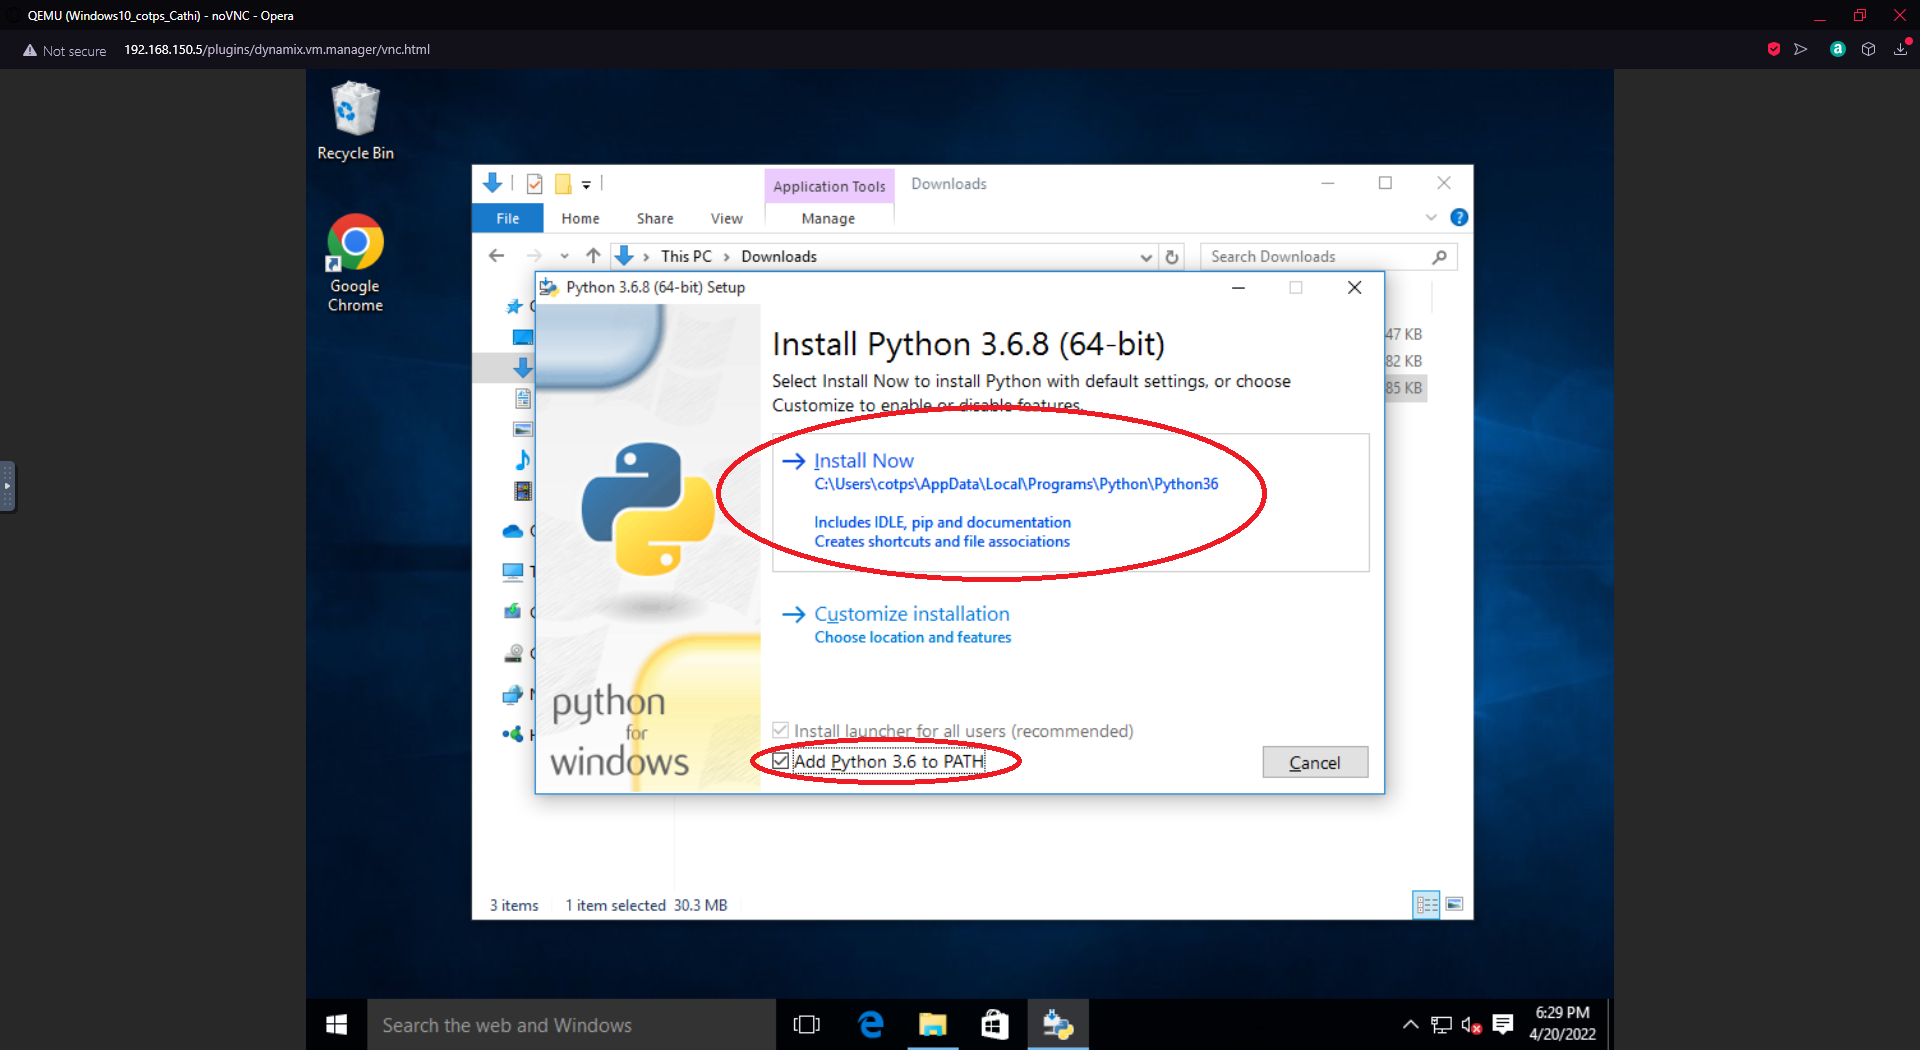 QEMU (Windows10_cotps_Cathi) - noVNC - Opera
Not secure
192.168.150.5/plugins/dynamix.vm.manager/vnc.html
Recycle Bin
Google
Chrome
Application Tools
Downloads
File
Home
Share
View
Manage
This PC
Downloads
Search Downloads
47 KB
82 KB
85 KB
Python 3.6.8 (64-bit) Setup
Install Python 3.6.8 (64-bit)
Select Install Now to install Python with default settings, or choose
Customize to enable or disable features.
Install Now
C:\Users\cotps\AppData\Local\Programs\Python\Python36
Includes IDLE, pip and documentation
Creates shortcuts and file associations
Customize installation
Choose location and features
python
for
windows
Install launcher for all users (recommended)
Add Python 3.6 to PATH
Cancel
3 items
1 item selected 30.3 MB
Search the web and Windows
6:29 PM
4/20/2022